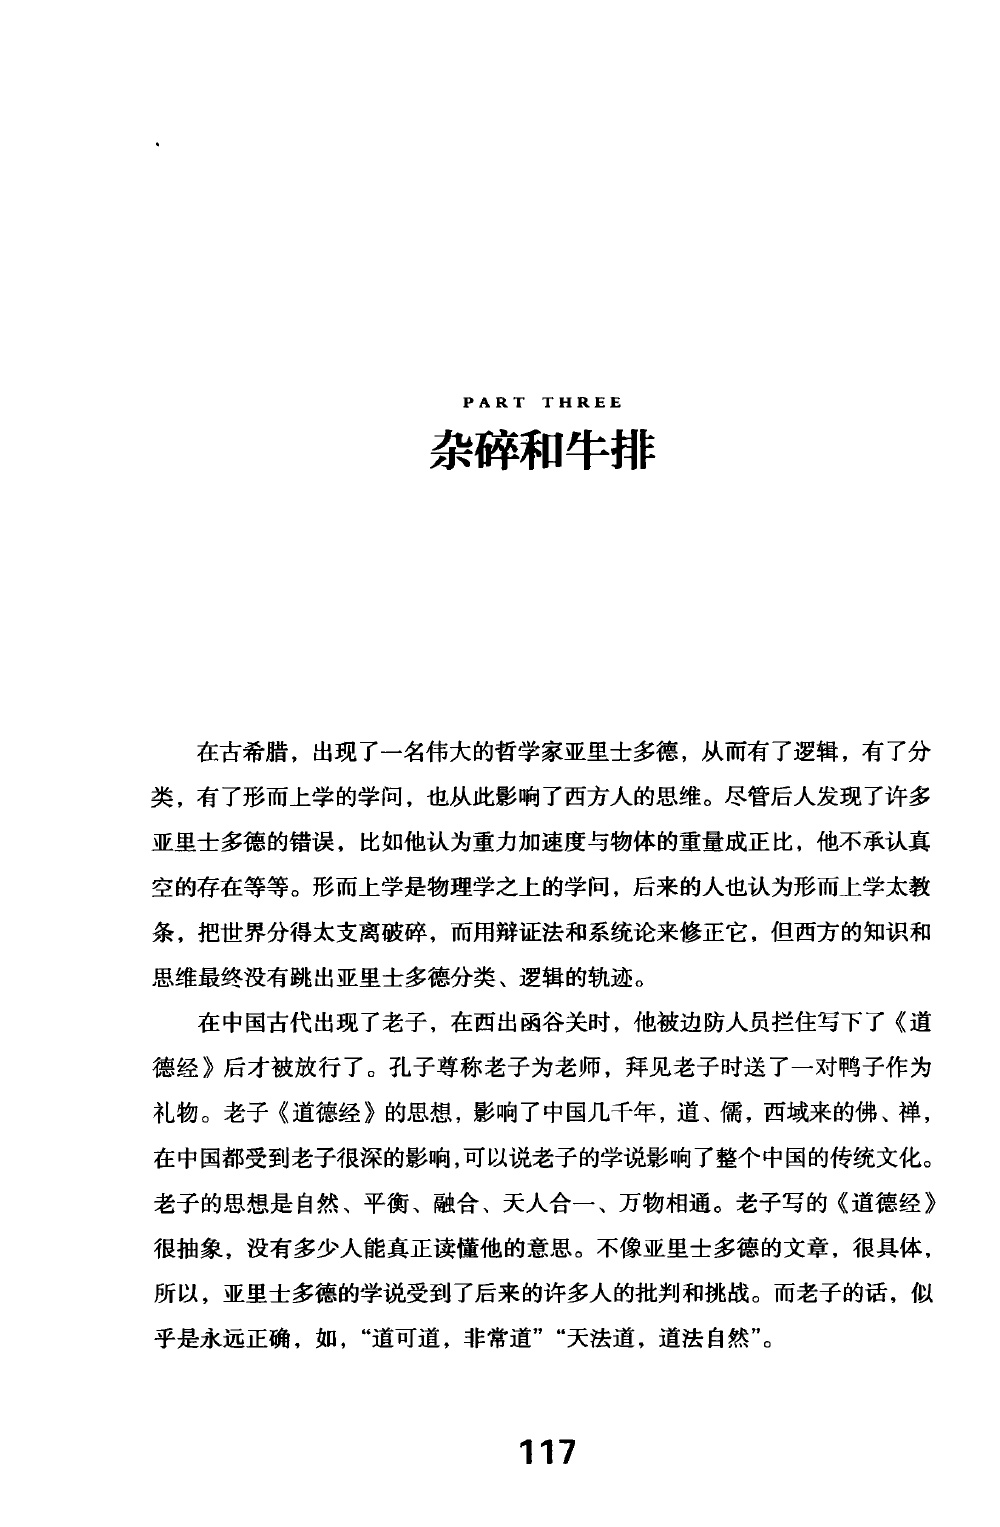 PART THREE
杂碎和牛排
在古希腊，出现了一名伟大的哲学家亚里士多德，从而有了逻辑，有了分
类，有了形而上学的学问，也从此影响了西方人的思维。尽管后人发现了许多
亚里士多德的错误，比如他认为重力加速度与物体的重量成正比，他不承认真
空的存在等等。形而上学是物理学之上的学问，后来的人也认为形而上学太教
条，把世界分得太支离破碎，而用辩证法和系统论来修正它，但西方的知识和
思维最终没有跳出亚里士多德分类、逻辑的轨迹。
在中国古代出现了老子，在西出函谷关时，他被边防人员拦住写下了《道
德经》后才被放行了。孔子尊称老子为老师，拜见老子时送了一对鸭子作为
礼物。老子《道德经》的思想，影响了中国几千年，道、儒，西域来的佛、禅，
在中国都受到老子很深的影响，可以说老子的学说影响了整个中国的传统文化。
老子的思想是自然、平衡、融合、天人合一、万物相通。老子写的《道德经》
很抽象，没有多少人能真正读懂他的意思。不像亚里士多德的文章，很具体，
所以，亚里士多德的学说受到了后来的许多人的批判和挑战。而老子的话，似
乎是永远正确，如，“道可道，非常道”“天法道，道法自然”。
117